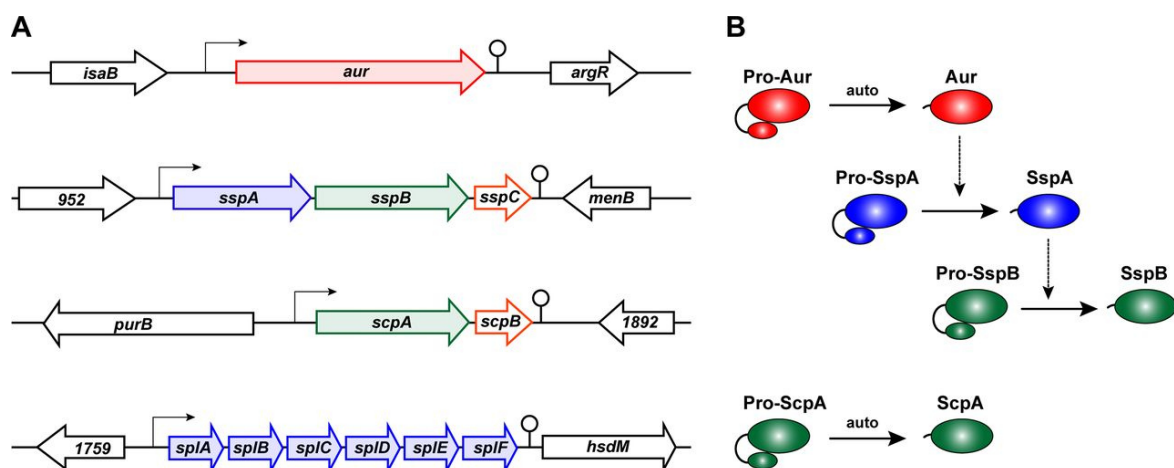 A
isaB aur argR
952 sspA sspB sspC menB
purB scpA scpB 1892
1759 splA splB splC splD splE splF hsdM
B
Pro-Aur auto Aur
Pro-SspA SspA
Pro-SspB SspB
Pro-ScpA auto ScpA